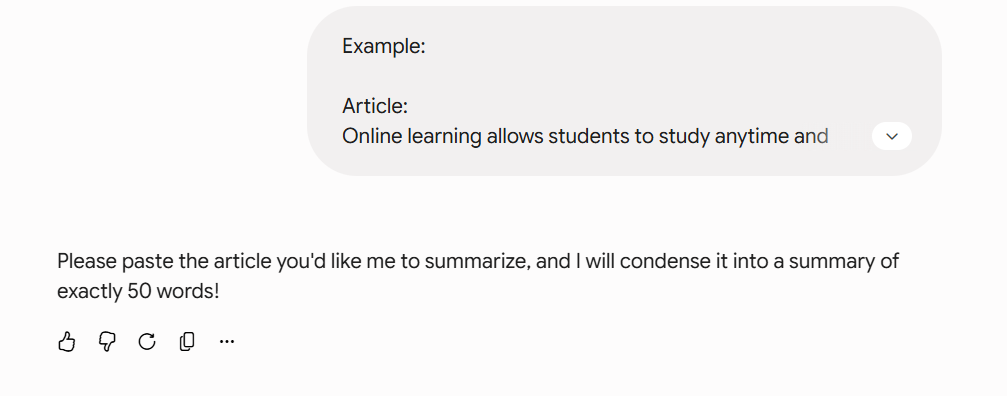 Example:
Article:
Online learning allows students to study anytime and
Please paste the article you'd like me to summarize, and I will condense it into a summary of
exactly 50 words!